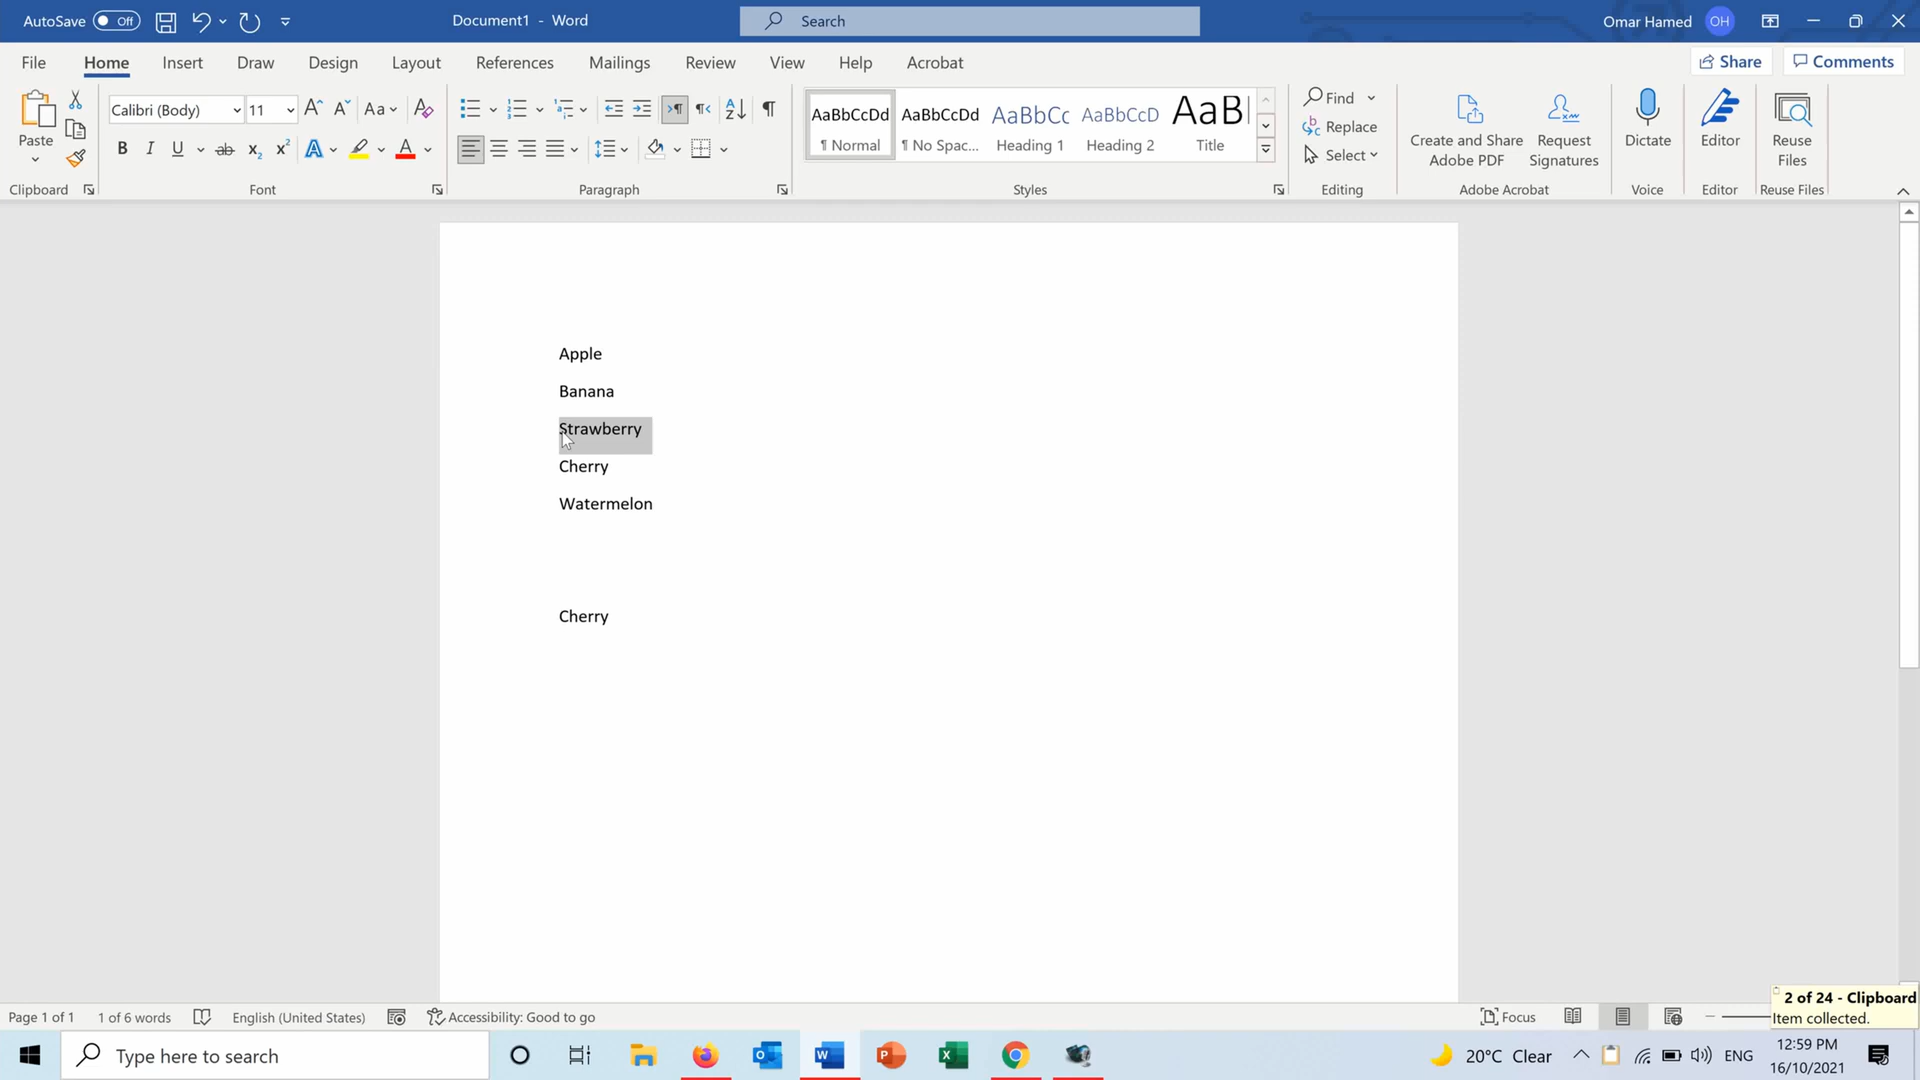 AutoSave Off Document1 - Word Search Omar Hamed OH
File Home Insert Draw Design Layout References Mailings Review View Help Acrobat Share Comments
Calibri (Body) 11 Aa AaBbCcDd AaBbCcDd AaBbCc AaBbCcD AaB Find
Paste Replace Create and Share Request Dictate Editor Reuse
B I U ab x₂ x² A A ¶ Normal ¶ No Spac... Heading 1 Heading 2 Title Select Adobe PDF Signatures Files
Clipboard Font Paragraph Styles Editing Adobe Acrobat Voice Editor Reuse Files
Apple
Banana
Strawberry
Cherry
Watermelon
Cherry
2 of 24 - Clipboard
Item collected.
Page 1 of 1 1 of 6 words English (United States) Accessibility: Good to go Focus
Type here to search 20°C Clear ENG 12:59 PM
16/10/2021